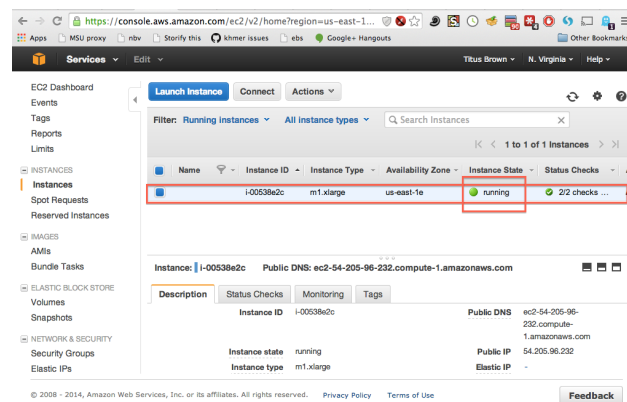 https://console.aws.amazon.com/ec2/v2/home?region=us-east-1...
Apps MSU proxy nbv Storify this khmer issues ebs Google+ Hangouts Other Bookmarks
Services Edit Titus Brown N. Virginia Help
EC2 Dashboard
Events
Tags
Reports
Limits
INSTANCES
Instances
Spot Requests
Reserved Instances
IMAGES
AMIs
Bundle Tasks
ELASTIC BLOCK STORE
Volumes
Snapshots
NETWORK & SECURITY
Security Groups
Elastic IPs
Launch Instance Connect Actions
Filter: Running instances All instance types Search Instances
1 to 1 of 1 Instances
Name Instance ID Instance Type Availability Zone Instance State Status Checks
i-00538e2c m1.xlarge us-east-1e running 2/2 checks ...
Instance: i-00538e2c Public DNS: ec2-54-205-96-232.compute-1.amazonaws.com
Description Status Checks Monitoring Tags
Instance ID i-00538e2c Public DNS ec2-54-205-96-
232.compute-
1.amazonaws.com
Instance state running Public IP 54.205.96.232
Instance type m1.xlarge Elastic IP -
© 2008 - 2014, Amazon Web Services, Inc. or its affiliates. All rights reserved. Privacy Policy Terms of Use Feedback